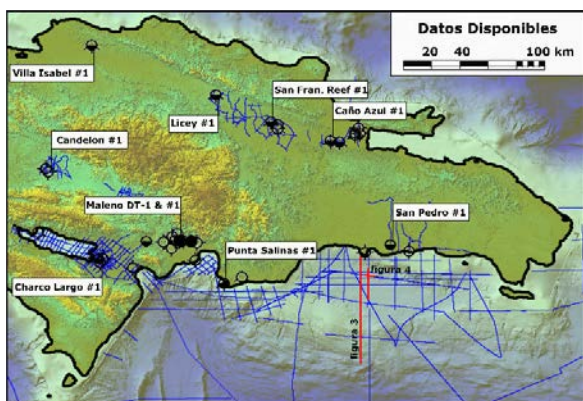 Datos Disponibles
20 40 100 km
Villa Isabel #1
San Fran. Reef #1
Licey #1
Caño Azul #1
Candelon #1
Maleno DT-1 & #1
San Pedro #1
Punta Salinas #1
figura 4
Charco Largo #1
figura 3